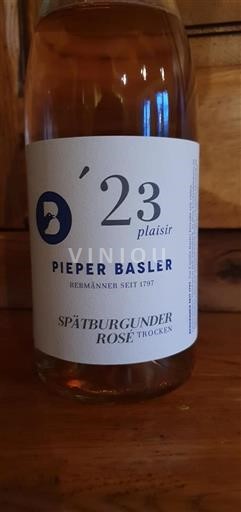 B ´23
plaisir
VINIOU
PIEPER BASLER
REBMÄNNER SEIT 1797
SPÄTBURGUNDER
ROSÉ TROCKEN